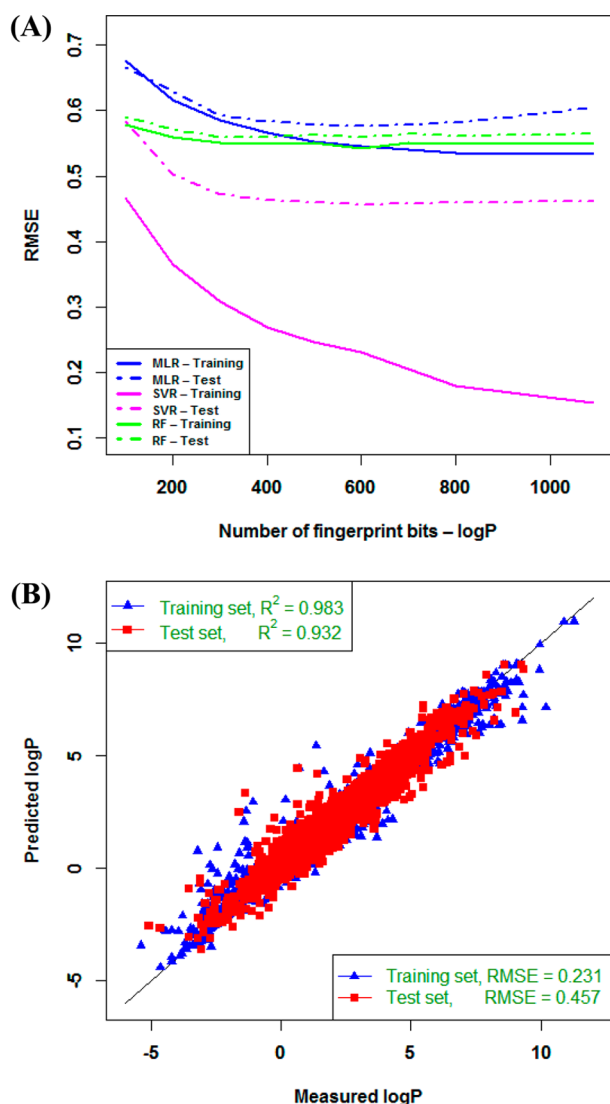 (A)
0.7
0.6
0.5
0.4
0.3
0.2
0.1
RMSE
MLR – Training
MLR – Test
SVR – Training
SVR – Test
RF – Training
RF – Test
200 400 600 800 1000
Number of fingerprint bits – logP
(B)
Training set, R² = 0.983
Test set, R² = 0.932
10
5
0
-5
Predicted logP
Training set, RMSE = 0.231
Test set, RMSE = 0.457
-5 0 5 10
Measured logP